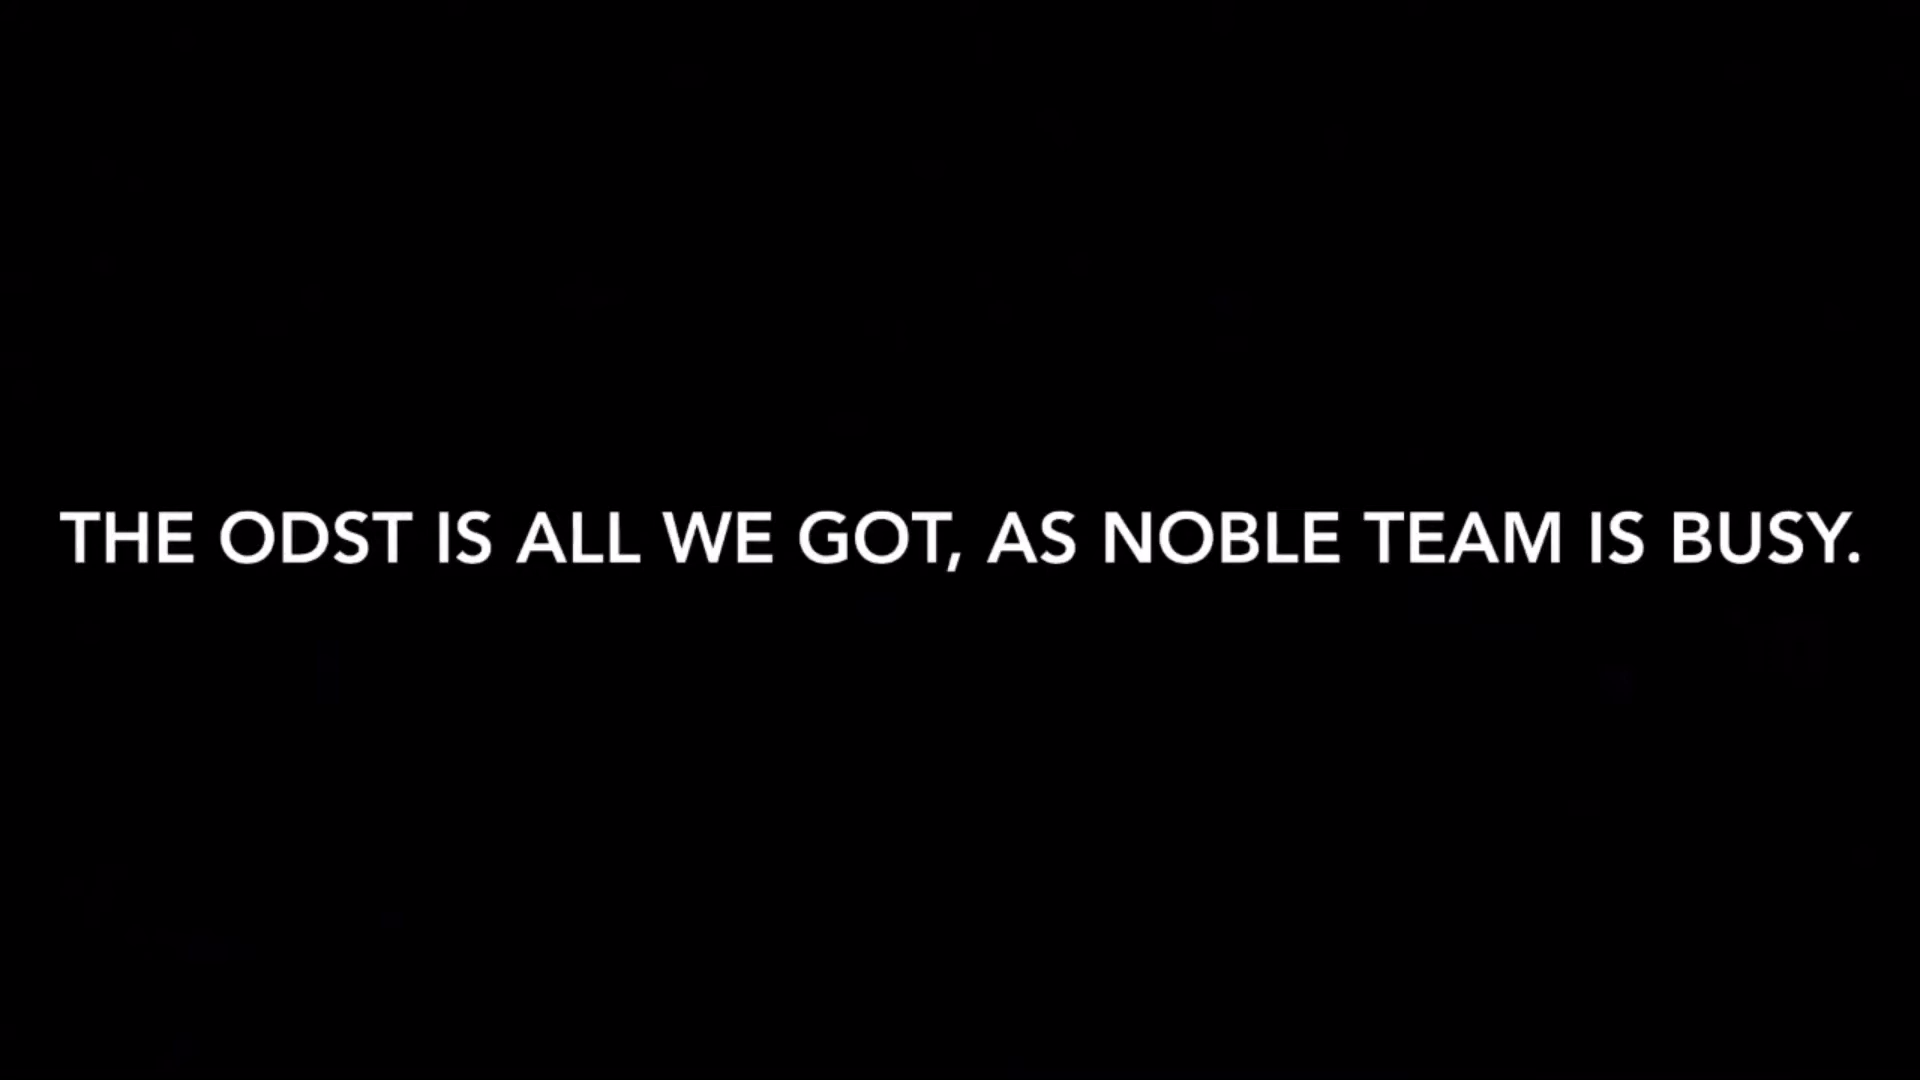 THE ODST IS ALL WE GOT, AS NOBLE TEAM IS BUSY.